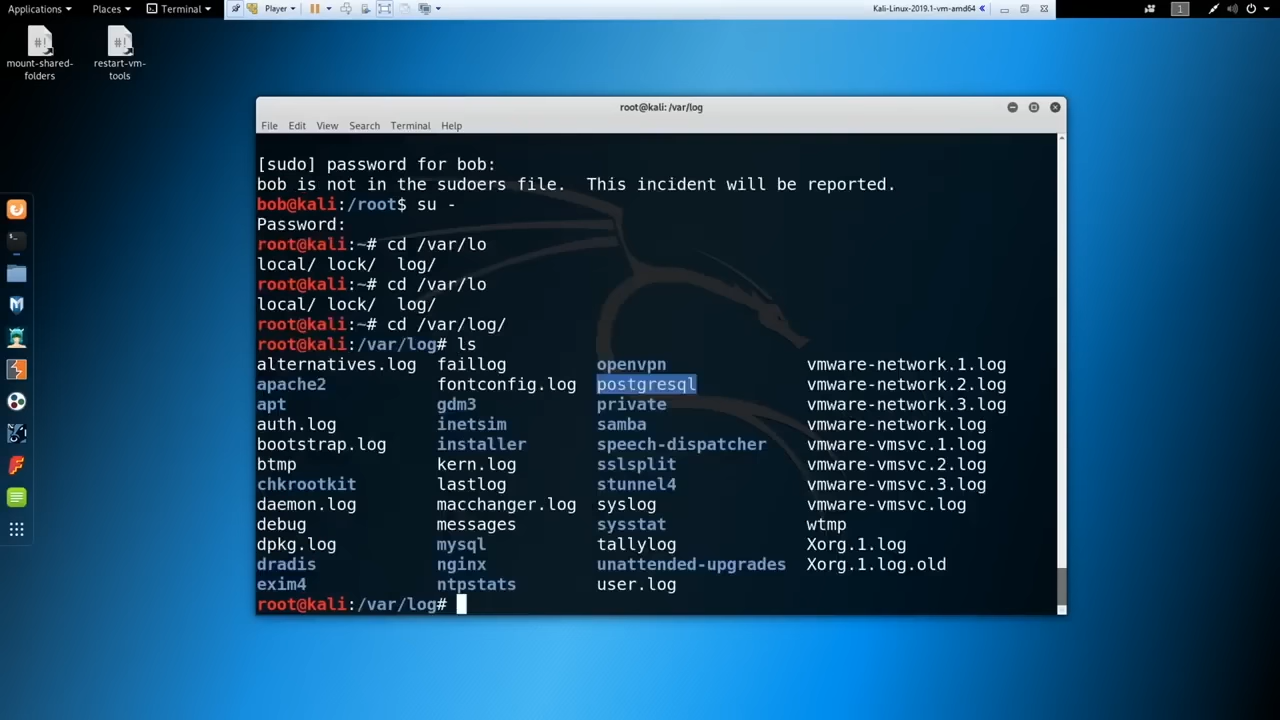 Applications Places Terminal Player Kali-Linux-2019.1-vm-amd64 1
mount-shared-
folders
restart-vm-
tools
root@kali: /var/log
File Edit View Search Terminal Help
[sudo] password for bob:
bob is not in the sudoers file.  This incident will be reported.
bob@kali:/root$ su -
Password:
root@kali:~# cd /var/lo
local/ lock/  log/
root@kali:~# cd /var/lo
local/ lock/  log/
root@kali:~# cd /var/log/
root@kali:/var/log# ls
alternatives.log faillog openvpn vmware-network.1.log
apache2 fontconfig.log postgresql vmware-network.2.log
apt gdm3 private vmware-network.3.log
auth.log inetsim samba vmware-network.log
bootstrap.log installer speech-dispatcher vmware-vmsvc.1.log
btmp kern.log sslsplit vmware-vmsvc.2.log
chkrootkit lastlog stunnel4 vmware-vmsvc.3.log
daemon.log macchanger.log syslog vmware-vmsvc.log
debug messages sysstat wtmp
dpkg.log mysql tallylog Xorg.1.log
dradis nginx unattended-upgrades Xorg.1.log.old
exim4 ntpstats user.log
root@kali:/var/log#